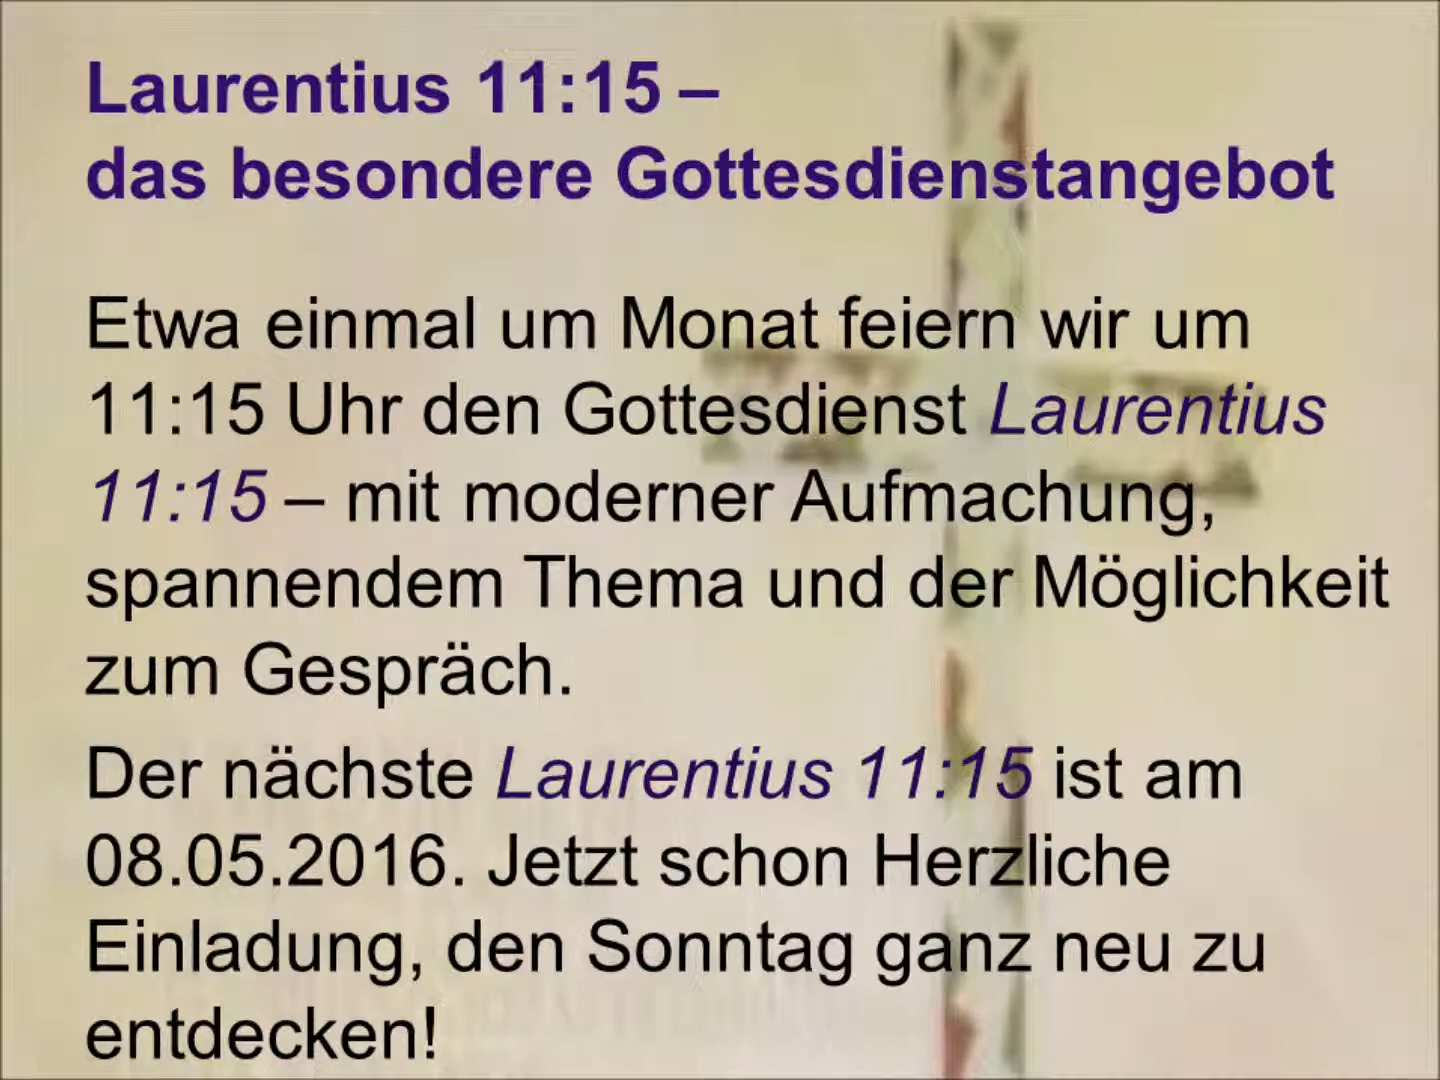 Laurentius 11:15 –
das besondere Gottesdienstangebot
Etwa einmal um Monat feiern wir um
11:15 Uhr den Gottesdienst Laurentius
11:15 – mit moderner Aufmachung,
spannendem Thema und der Möglichkeit
zum Gespräch.
Der nächste Laurentius 11:15 ist am
08.05.2016. Jetzt schon Herzliche
Einladung, den Sonntag ganz neu zu
entdecken!